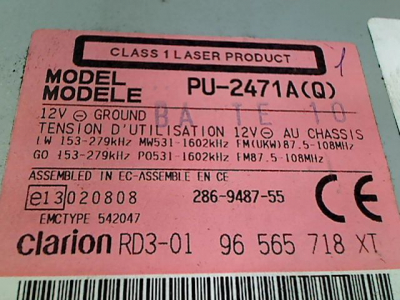 CLASS 1 LASER PRODUCT
1
MODEL
MODELE PU-2471A(Q)
12V ⎓ GROUND BA TE 10
TENSION D'UTILISATION 12V ⎓ AU CHASSIS
LW 153-279kHz MW531-1602kHz FM(UKW)87.5-108MHz
GO 153-279kHz PO531-1602kHz FM87.5-108MHz
ASSEMBLED IN EC-ASSEMBLE EN CE
e13 020808 286-9487-55 CE
EMCTYPE 542047
clarion RD3-01 96 565 718 XT